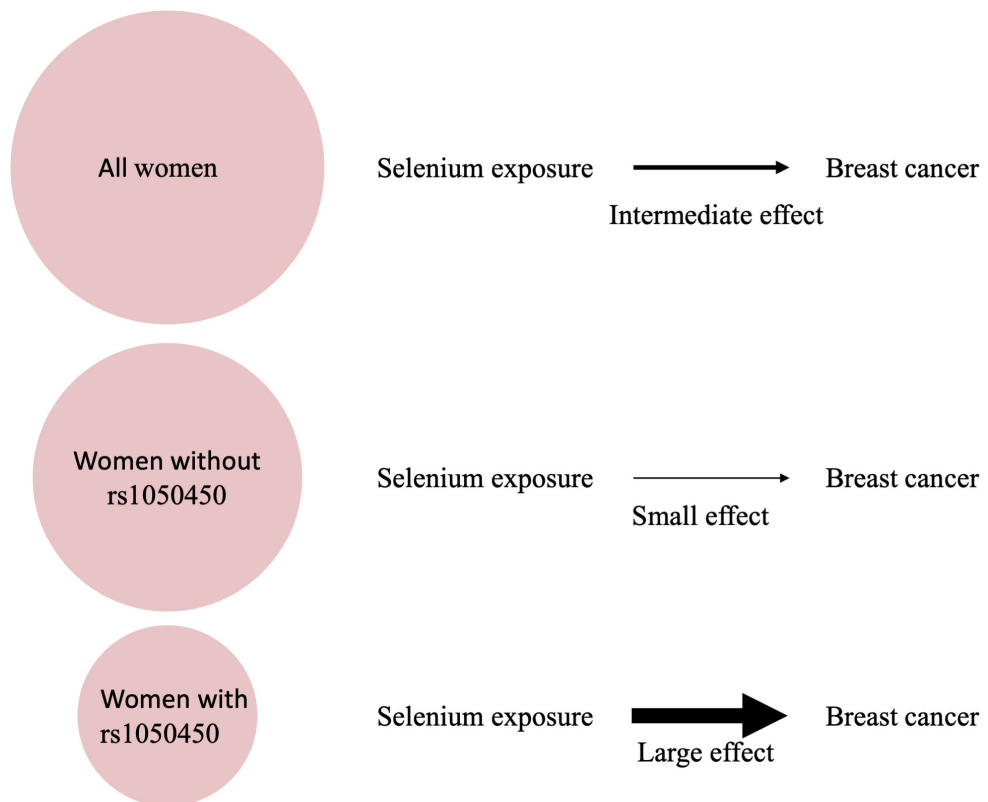 All women
Selenium exposure
Breast cancer
Intermediate effect
Women without
rs1050450
Selenium exposure
Breast cancer
Small effect
Women with
rs1050450
Selenium exposure
Breast cancer
Large effect